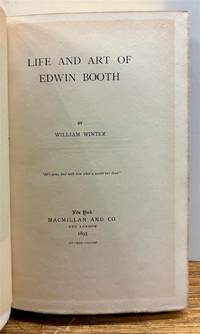 LIFE AND ART OF
EDWIN BOOTH
BY
WILLIAM WINTER
"He's gone, and with him what a world are dead"
New York
MACMILLAN AND CO.
AND LONDON
1893
All rights reserved